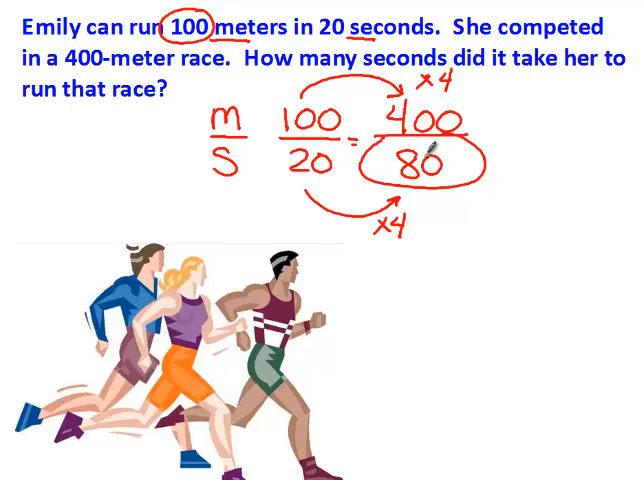 Emily can run 100 meters in 20 seconds. She competed
in a 400-meter race. How many seconds did it take her to
run that race?
×4
m 100 = 400
S 20 80
×4